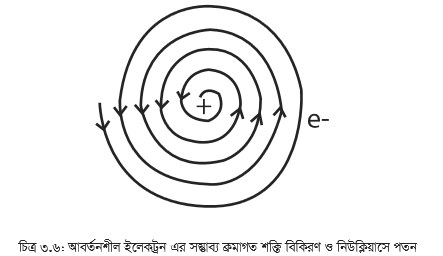 +
e-
চিত্র ৩.৬: আবর্তনশীল ইলেকট্রন এর সম্ভাব্য ক্রমাগত শক্তি বিকিরণ ও নিউক্লিয়াসে পতন